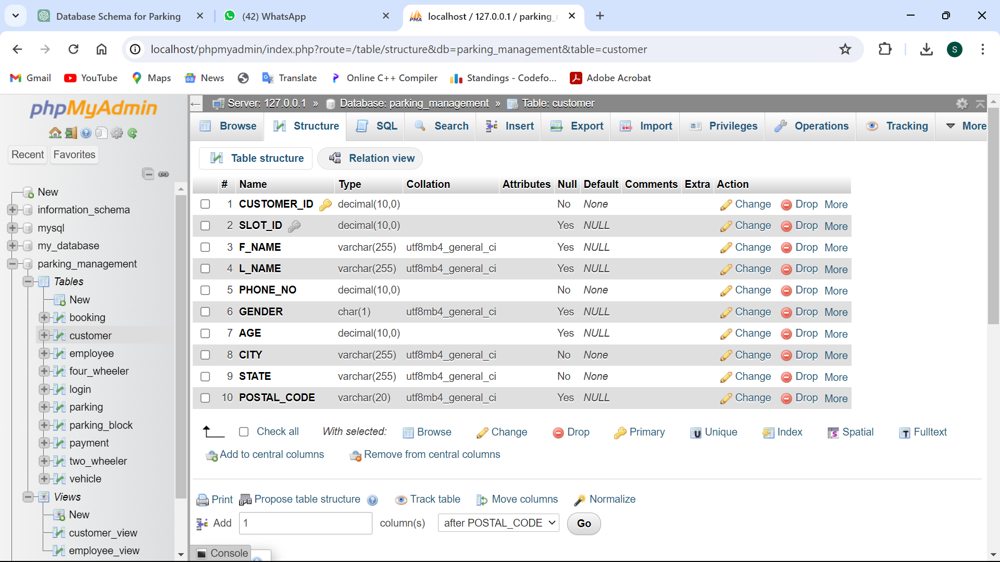 Database Schema for Parking
(42) WhatsApp
localhost / 127.0.0.1 / parking_
localhost/phpmyadmin/index.php?route=/table/structure&db=parking_management&table=customer
S
Gmail YouTube Maps News Translate Online C++ Compiler Standings - Codefo... Adobe Acrobat
phpMyAdmin
Recent Favorites
New
information_schema
mysql
my_database
parking_management
Tables
New
booking
customer
employee
four_wheeler
login
parking
parking_block
payment
two_wheeler
vehicle
Views
New
customer_view
employee_view
Server: 127.0.0.1 » Database: parking_management » Table: customer
Browse Structure SQL Search Insert Export Import Privileges Operations Tracking More
Table structure Relation view
# Name Type Collation Attributes Null Default Comments Extra Action
1 CUSTOMER_ID decimal(10,0) No None Change Drop More
2 SLOT_ID decimal(10,0) Yes NULL Change Drop More
3 F_NAME varchar(255) utf8mb4_general_ci Yes NULL Change Drop More
4 L_NAME varchar(255) utf8mb4_general_ci Yes NULL Change Drop More
5 PHONE_NO decimal(10,0) No None Change Drop More
6 GENDER char(1) utf8mb4_general_ci Yes NULL Change Drop More
7 AGE decimal(10,0) Yes NULL Change Drop More
8 CITY varchar(255) utf8mb4_general_ci No None Change Drop More
9 STATE varchar(255) utf8mb4_general_ci No None Change Drop More
10 POSTAL_CODE varchar(20) utf8mb4_general_ci Yes NULL Change Drop More
Check all With selected: Browse Change Drop Primary Unique Index Spatial Fulltext
Add to central columns Remove from central columns
Print Propose table structure Track table Move columns Normalize
Add 1 column(s) after POSTAL_CODE Go
Console